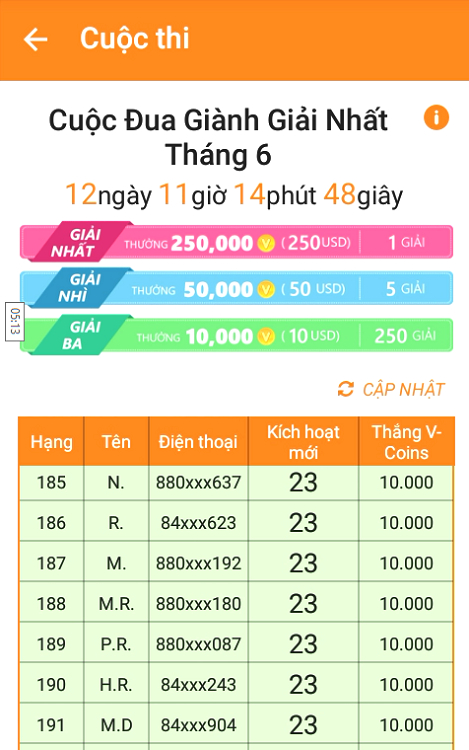 Cuộc thi
Cuộc Đua Giành Giải Nhất
Tháng 6
12ngày 11giờ 14phút 48giây
GIẢI NHẤT THƯỞNG 250,000 V (250USD) 1 GIẢI
GIẢI NHÌ THƯỞNG 50,000 V (50 USD) 5 GIẢI
05:13
GIẢI BA THƯỞNG 10,000 V (10USD) 250 GIẢI
CẬP NHẬT
Hạng Tên Điện thoại Kích hoạt mới Thắng V-Coins
185 N. 880xxx637 23 10.000
186 R. 84xxx623 23 10.000
187 M. 880xxx192 23 10.000
188 M.R. 880xxx180 23 10.000
189 P.R. 880xxx087 23 10.000
190 H.R. 84xxx243 23 10.000
191 M.D 84xxx904 23 10.000